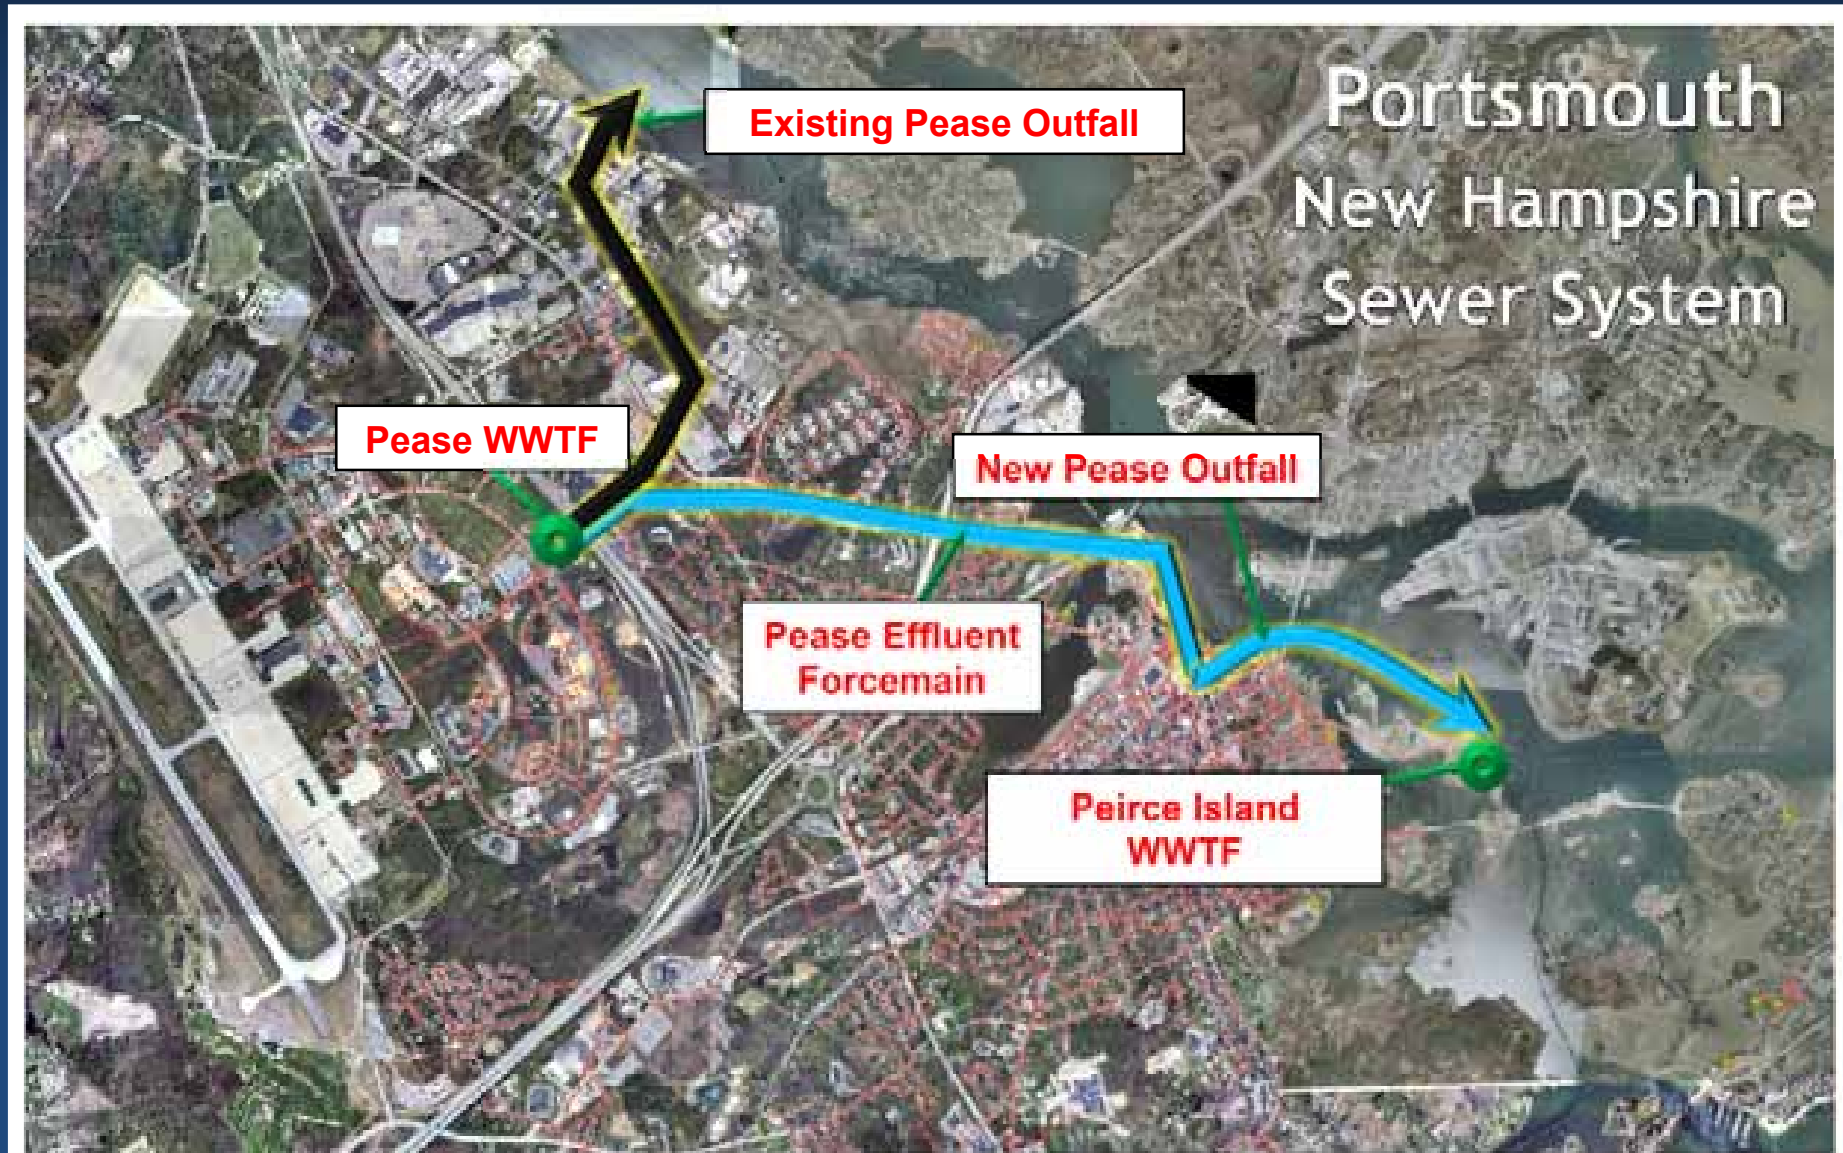 Portsmouth
New Hampshire
Sewer System
Existing Pease Outfall
Pease WWTF
New Pease Outfall
Pease Effluent
Forcemain
Peirce Island
WWTF